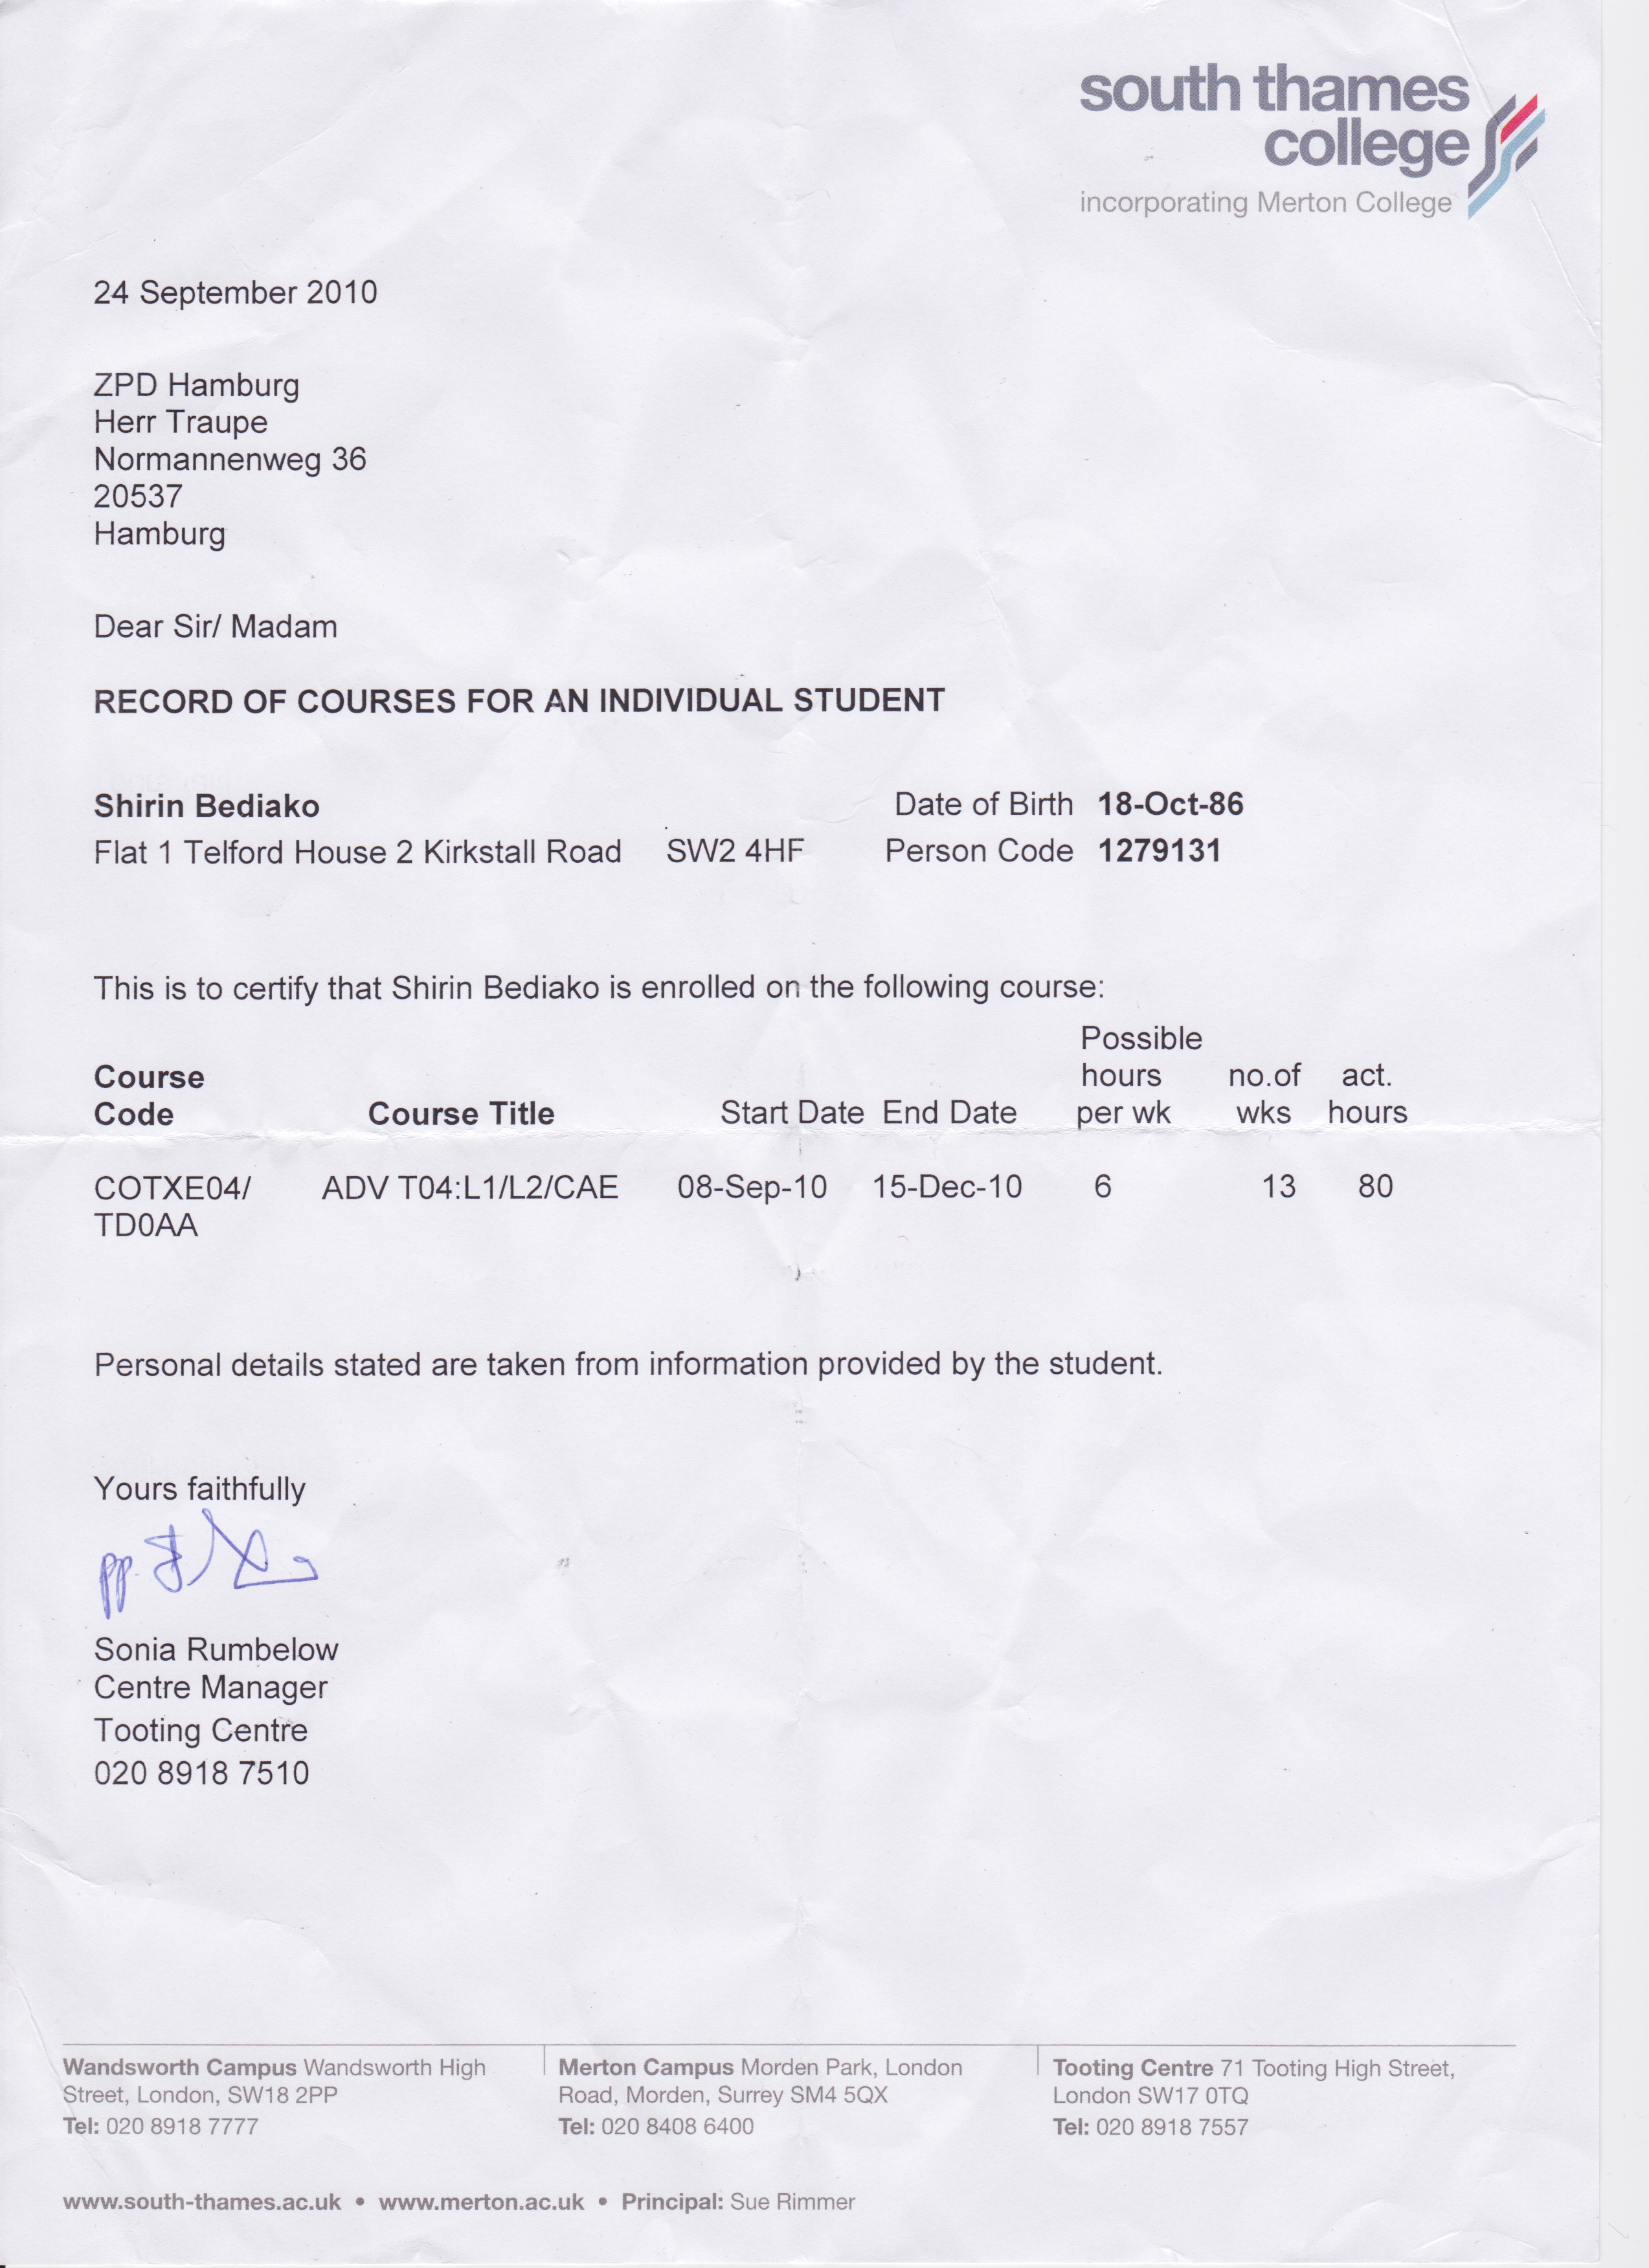 south thames
college
incorporating Merton College
24 September 2010
ZPD Hamburg
Herr Traupe
Normannenweg 36
20537
Hamburg
Dear Sir/ Madam
RECORD OF COURSES FOR AN INDIVIDUAL STUDENT
Shirin Bediako Date of Birth 18-Oct-86
Flat 1 Telford House 2 Kirkstall Road SW2 4HF Person Code 1279131
This is to certify that Shirin Bediako is enrolled on the following course:
Possible
Course hours no.of act.
Code Course Title Start Date End Date per wk wks hours
COTXE04/ ADV T04:L1/L2/CAE 08-Sep-10 15-Dec-10 6 13 80
TD0AA
Personal details stated are taken from information provided by the student.
Yours faithfully
pp.
Sonia Rumbelow
Centre Manager
Tooting Centre
020 8918 7510
Wandsworth Campus Wandsworth High
Street, London, SW18 2PP
Tel: 020 8918 7777
Merton Campus Morden Park, London
Road, Morden, Surrey SM4 5QX
Tel: 020 8408 6400
Tooting Centre 71 Tooting High Street,
London SW17 0TQ
Tel: 020 8918 7557
www.south-thames.ac.uk • www.merton.ac.uk • Principal: Sue Rimmer